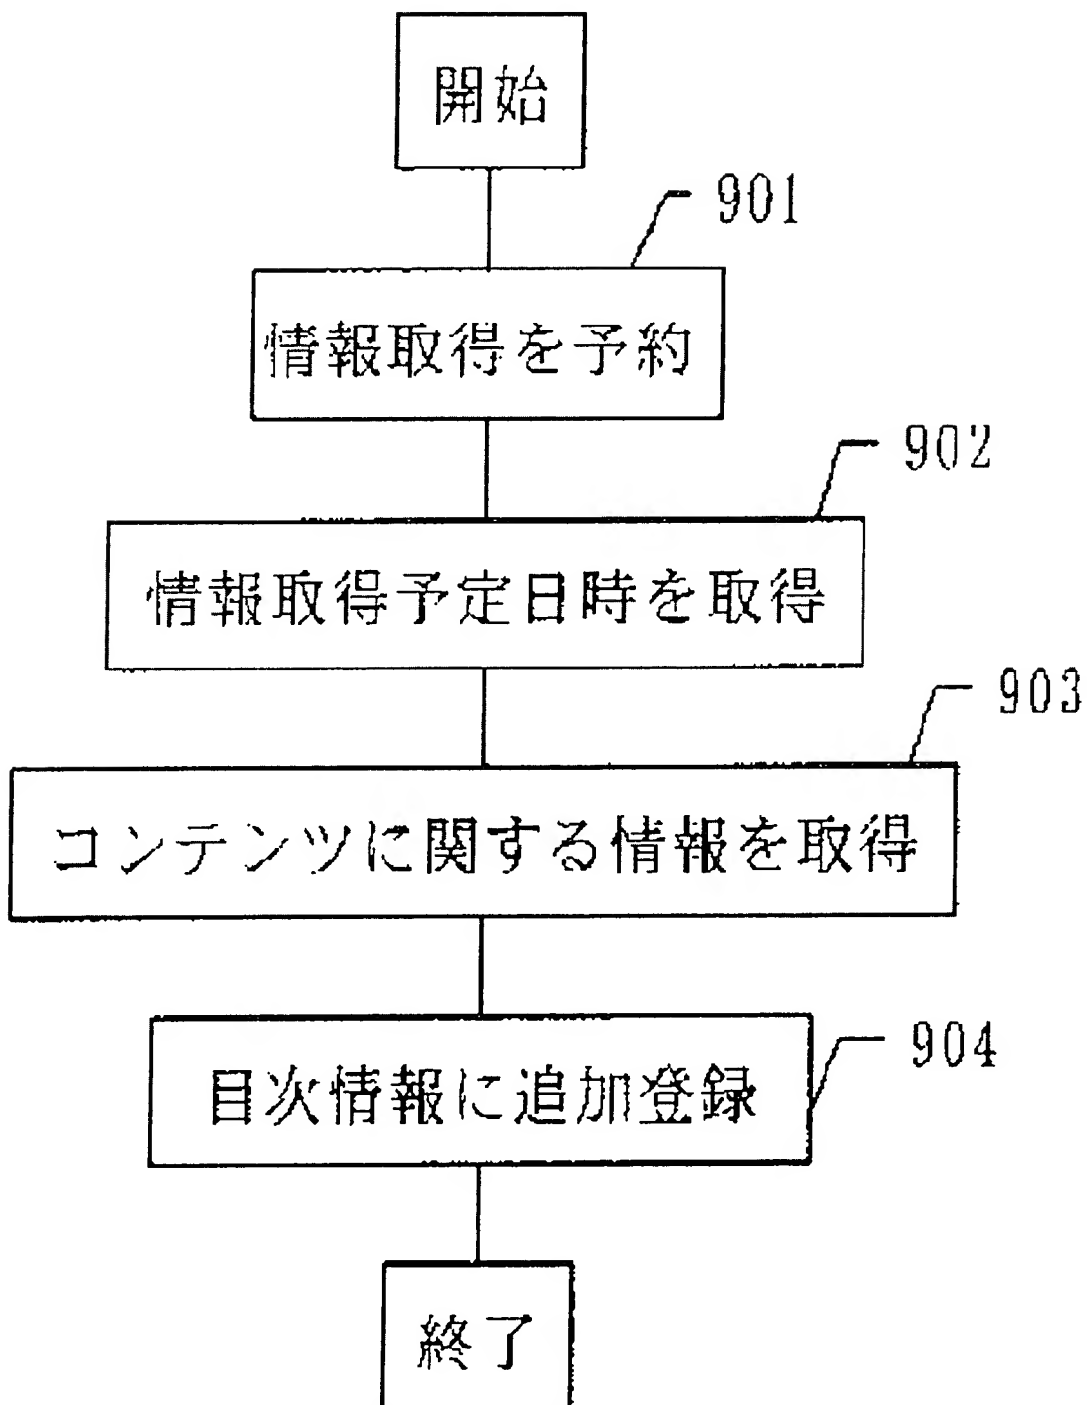 開始
901
情報取得を予約
902
情報取得予定日時を取得
903
コンテンツに関する情報を取得
904
目次情報に追加登録
終了